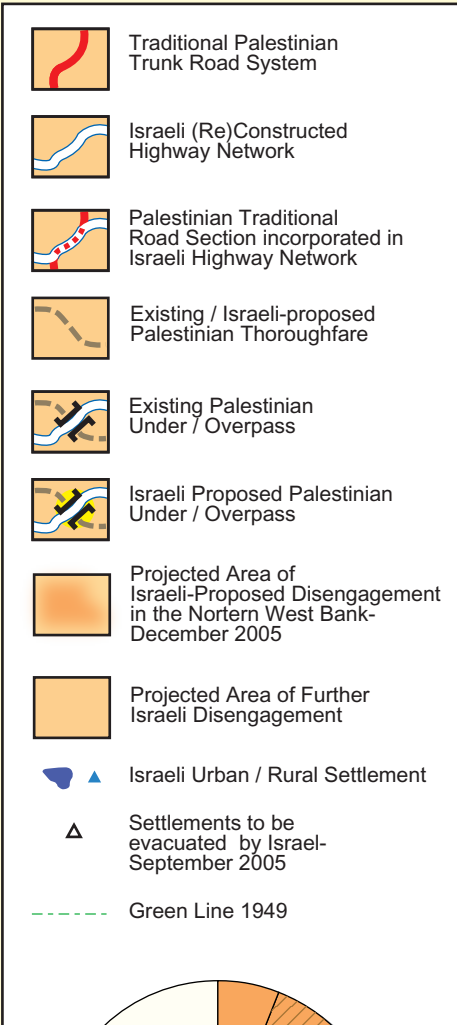 Traditional Palestinian
Trunk Road System
Israeli (Re)Constructed
Highway Network
Palestinian Traditional
Road Section incorporated in
Israeli Highway Network
Existing / Israeli-proposed
Palestinian Thoroughfare
Existing Palestinian
Under / Overpass
Israeli Proposed Palestinian
Under / Overpass
Projected Area of
Israeli-Proposed Disengagement
in the Nortern West Bank-
December 2005
Projected Area of Further
Israeli Disengagement
Israeli Urban / Rural Settlement
Settlements to be
evacuated by Israel-
September 2005
Green Line 1949